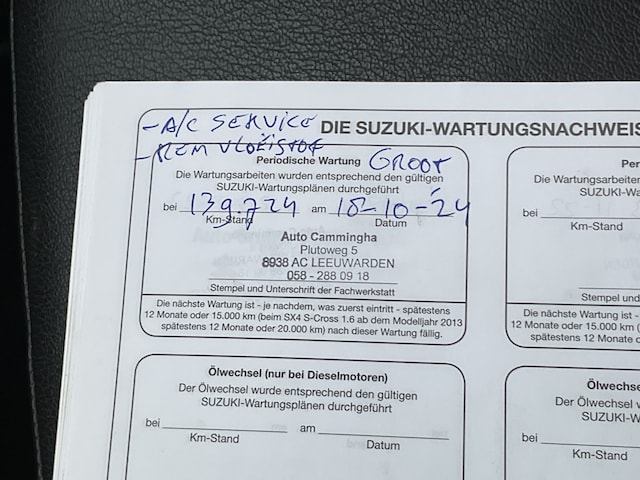 - A/C SERVICE
DIE SUZUKI-WARTUNGSNACHWEIS
- REM VLOEISTOF
Periodische Wartung GROOT
Die Wartungsarbeiten wurden entsprechend den gültigen
SUZUKI-Wartungsplänen durchgeführt
bei 139.724 am 18-10-'24
Km-Stand Datum
Auto Cammingha
Plutoweg 5
8938 AC LEEUWARDEN
058 - 288 09 18
Stempel und Unterschrift der Fachwerkstatt
Die nächste Wartung ist - je nachdem, was zuerst eintritt - spätestens
12 Monate oder 15.000 km (beim SX4 S-Cross 1.6 ab dem Modelljahr 2013
spätestens 12 Monate oder 20.000 km) nach dieser Wartung fällig.
Ölwechsel (nur bei Dieselmotoren)
Der Ölwechsel wurde entsprechend den gültigen
SUZUKI-Wartungsplänen durchgeführt
bei am
Km-Stand Datum
Per
Die Wartungsarbeiten
SUZUKI-Wa
bei
Km-Stand
Stempel und
Die nächste Wartung ist -
12 Monate oder 15.000 km (
spätestens 12 Monate o
Ölwechse
Der Ölwechsel w
SUZUKI-W
bei
Km-Stand